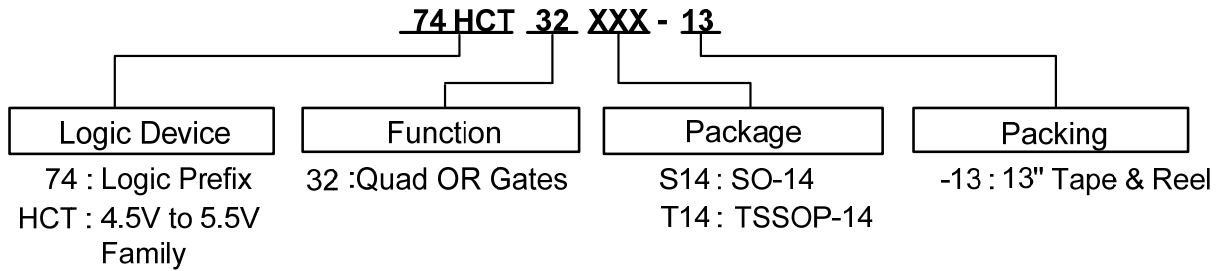 74 HCT 32 XXX - 13
Logic Device
74 : Logic Prefix
HCT : 4.5V to 5.5V
Family
Function
32 :Quad OR Gates
Package
S14 : SO-14
T14 : TSSOP-14
Packing
-13 : 13" Tape & Reel